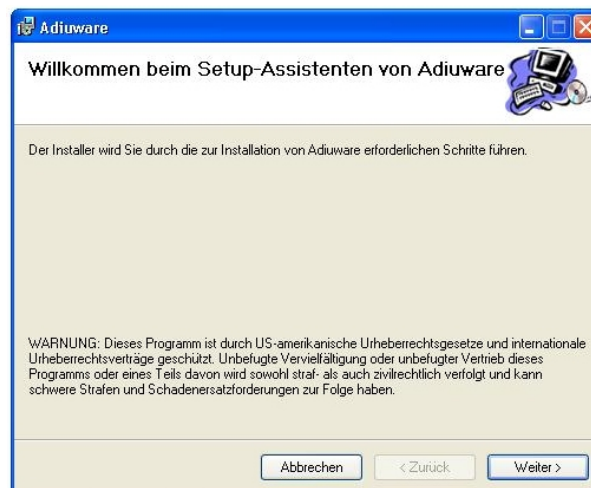 Adiuware
Willkommen beim Setup-Assistenten von Adiuware
Der Installer wird Sie durch die zur Installation von Adiuware erforderlichen Schritte führen.
WARNUNG: Dieses Programm ist durch US-amerikanische Urheberrechtsgesetze und internationale
Urheberrechtsverträge geschützt. Unbefugte Vervielfältigung oder unbefugter Vertrieb dieses
Programms oder eines Teils davon wird sowohl straf- als auch zivilrechtlich verfolgt und kann
schwere Strafen und Schadenersatzforderungen zur Folge haben.
Abbrechen < Zurück Weiter >